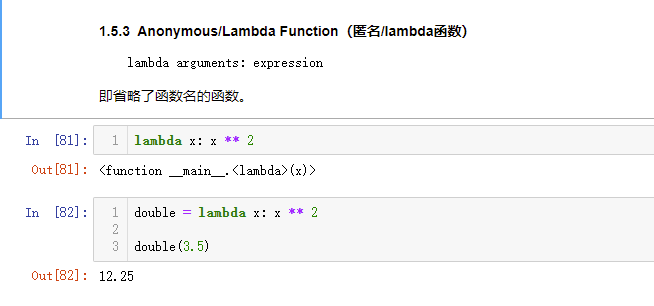 1.5.3 Anonymous/Lambda Function（匿名/lambda函数）
lambda arguments: expression
即省略了函数名的函数。
In [81]: 1 lambda x: x ** 2
Out[81]: <function __main__.<lambda>(x)>
In [82]: 1 double = lambda x: x ** 2
2
3 double(3.5)
Out[82]: 12.25